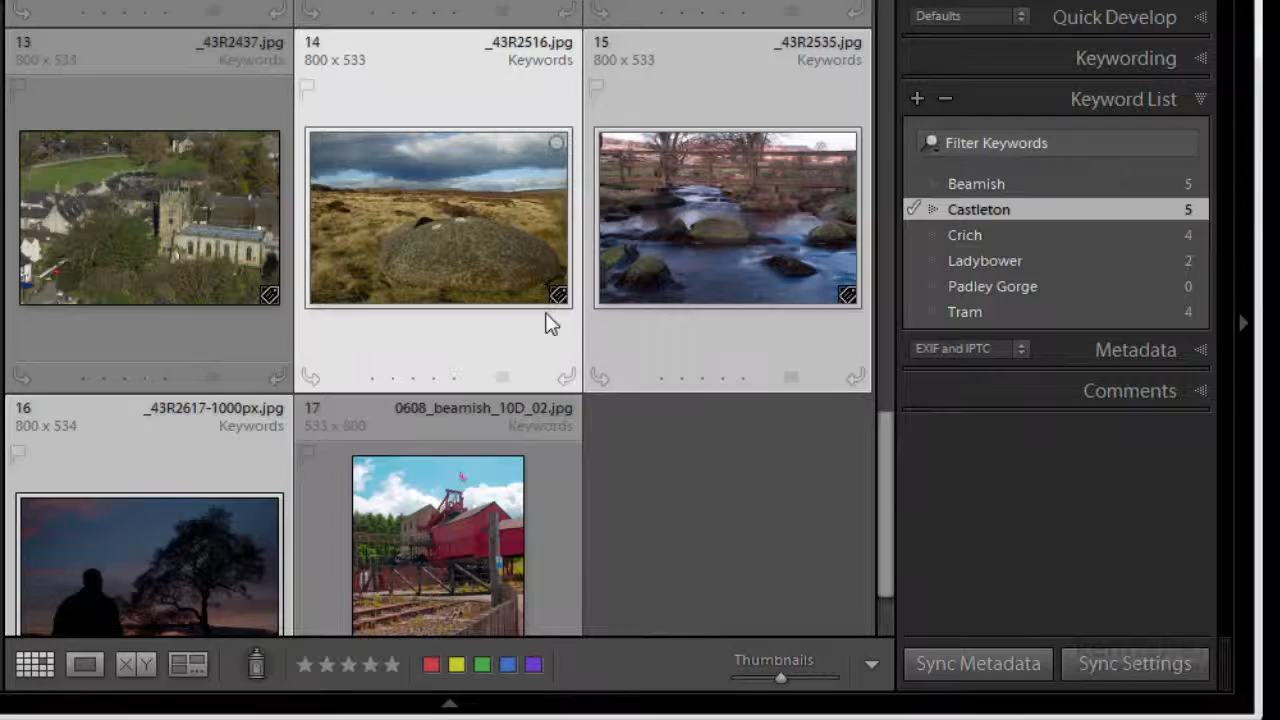 13 _43R2437.jpg
800 x 533 Keywords
14 _43R2516.jpg
800 x 533 Keywords
15 _43R2535.jpg
800 x 533 Keywords
16 _43R2617-1000px.jpg
800 x 534 Keywords
17 0608_beamish_10D_02.jpg
533 x 800 Keywords
X Y
Thumbnails
Defaults Quick Develop
Keywording
Keyword List
Filter Keywords
Beamish 5
Castleton 5
Crich 4
Ladybower 2
Padley Gorge 0
Tram 4
EXIF and IPTC Metadata
Comments
Sync Metadata Sync Settings